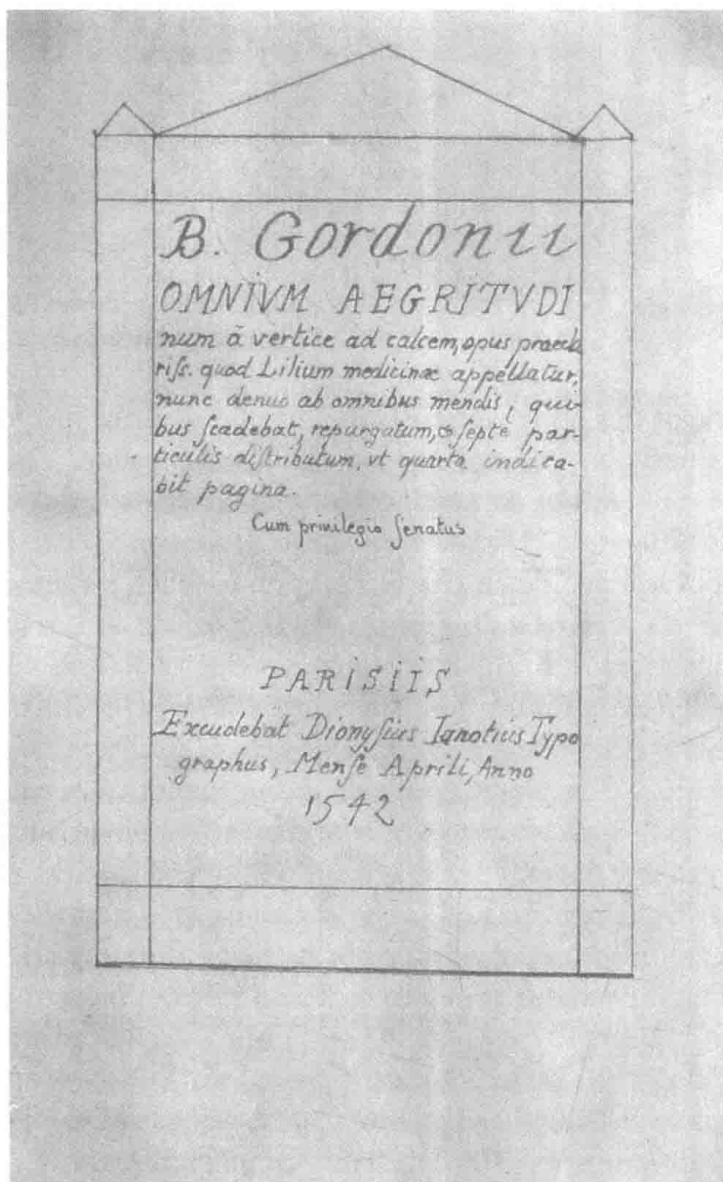 B. Gordonii
OMNIVM AEGRITVDI
num à vertice ad calcem, opus praecla
riſſ. quod Lilium medicinæ appellatur,
nunc denuo ab omnibus mendis, qui-
bus ſcadebat, repurgatum, & ſeptē par-
ticulis diſtributum, vt quarta indica-
bit pagina.
Cum priuilegio ſenatus
PARISIIS
Excudebat Dionyſius Ianotius Typo
graphus, Menſe Aprili, Anno
1542